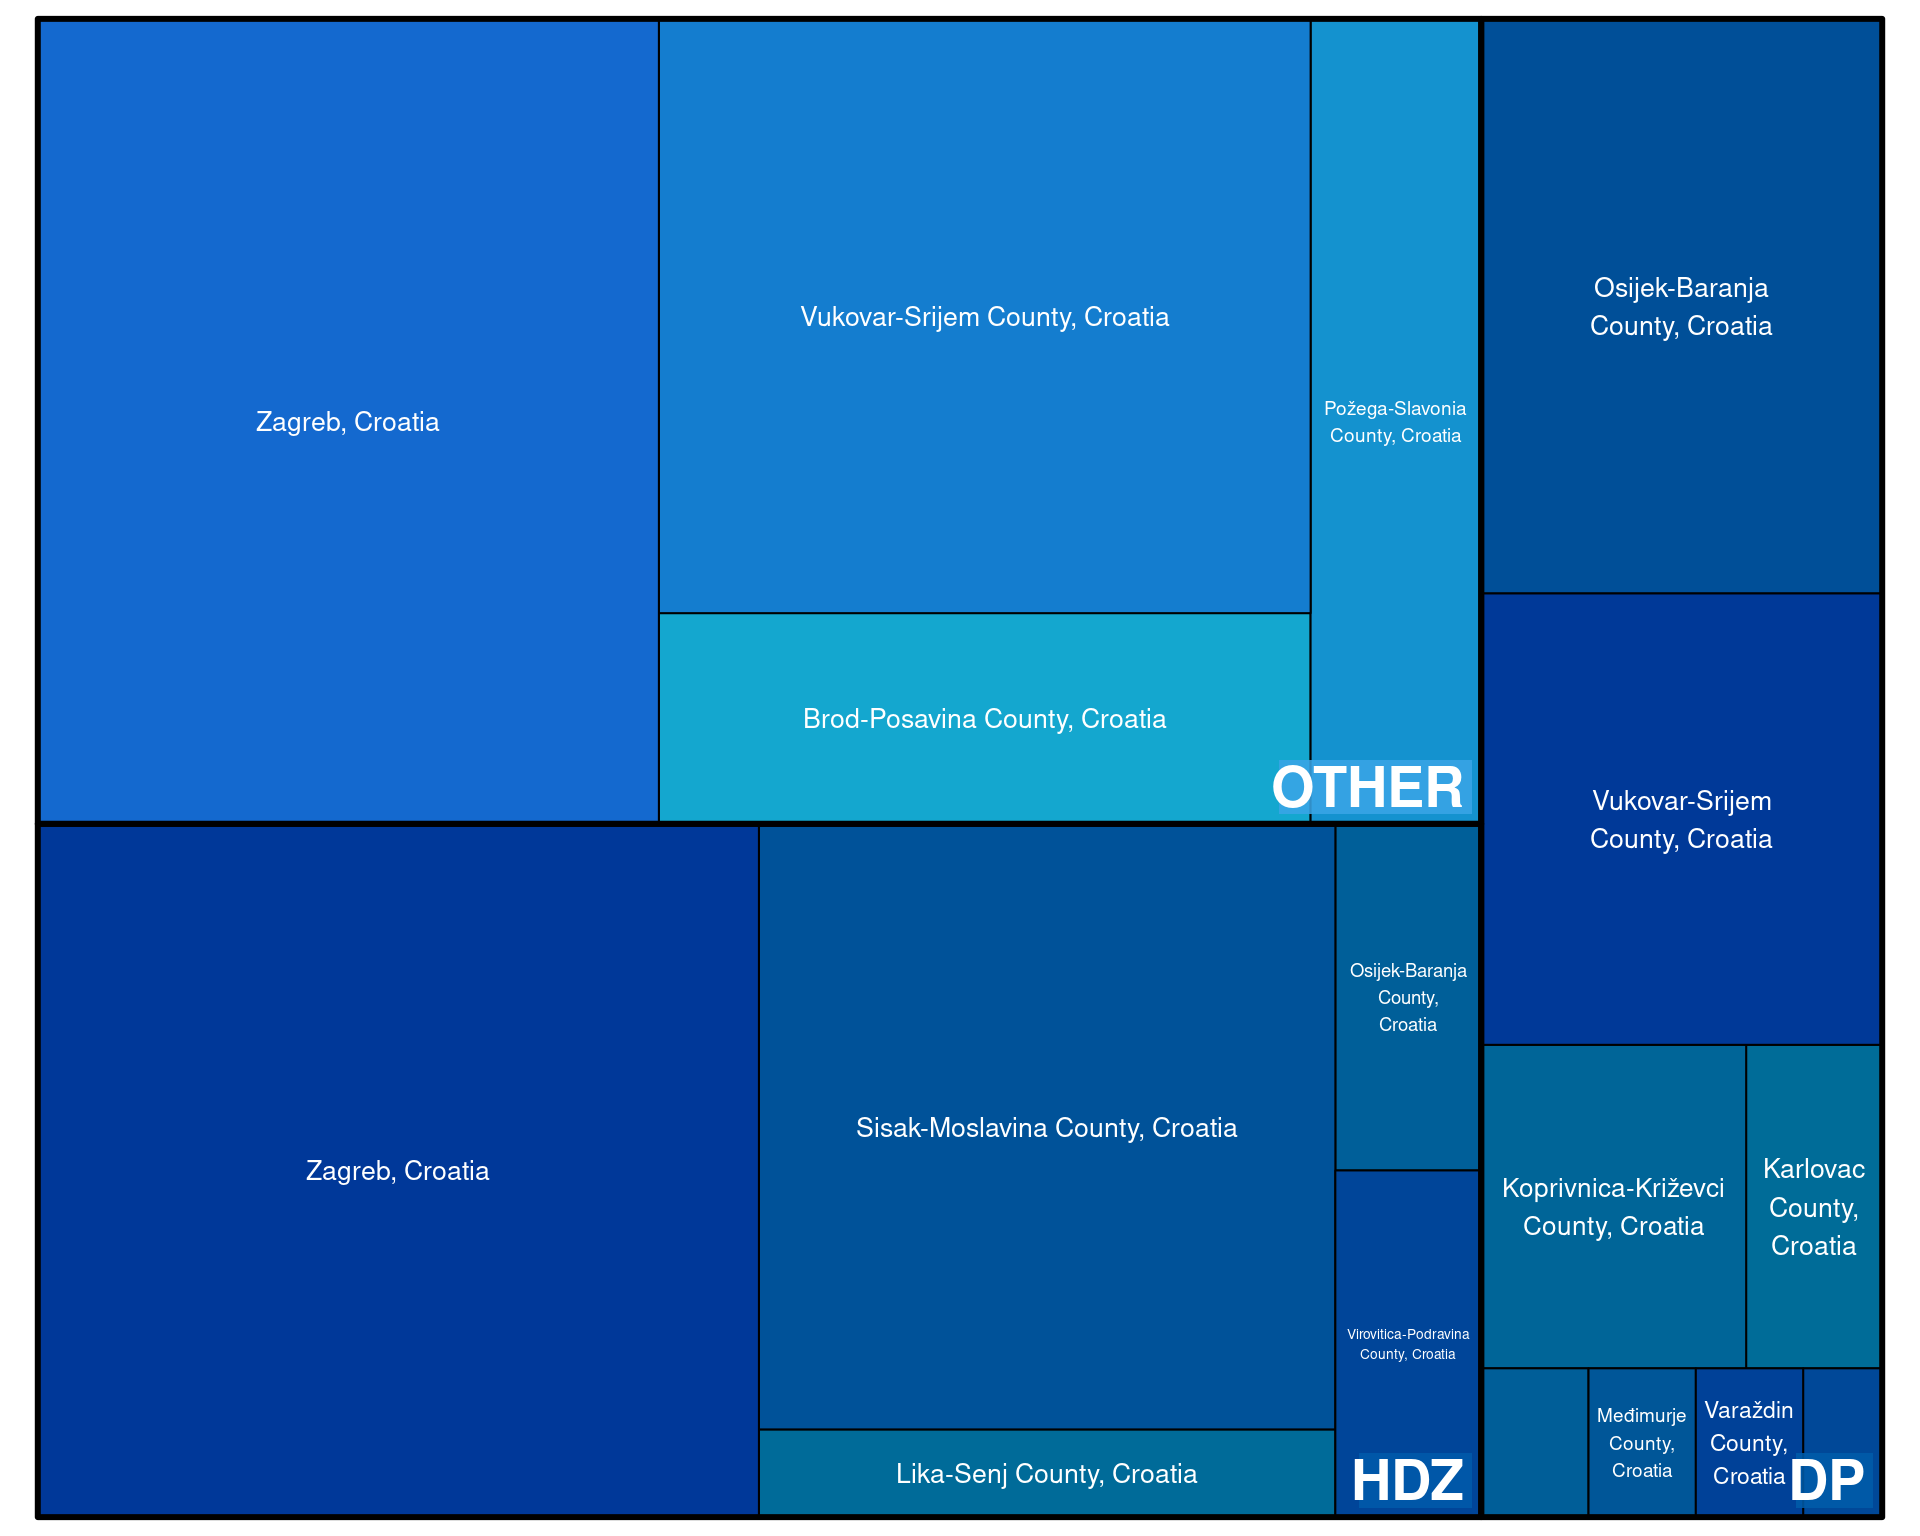 Zagreb, Croatia
Vukovar-Srijem County, Croatia
Požega-Slavonia
County, Croatia
Brod-Posavina County, Croatia
OTHER
Osijek-Baranja
County, Croatia
Vukovar-Srijem
County, Croatia
Zagreb, Croatia
Sisak-Moslavina County, Croatia
Osijek-Baranja
County,
Croatia
Virovitica-Podravina
County, Croatia
Lika-Senj County, Croatia
HDZ
Koprivnica-Križevci
County, Croatia
Karlovac
County,
Croatia
Međimurje
County,
Croatia
Varaždin
County,
Croatia
DP